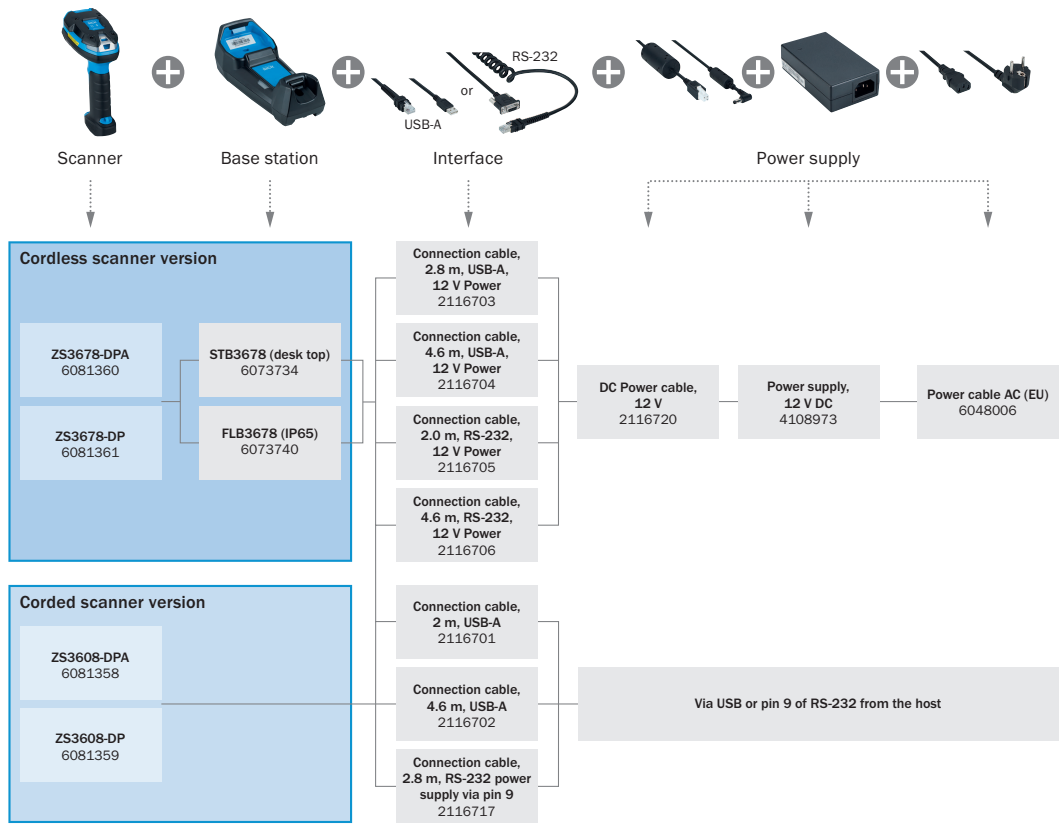 RS-232
or
USB-A
Scanner
Base station
Interface
Power supply
Cordless scanner version
ZS3678-DPA
6081360
ZS3678-DP
6081361
STB3678 (desk top)
6073734
FLB3678 (IP65)
6073740
Connection cable,
2.8 m, USB-A,
12 V Power
2116703
Connection cable,
4.6 m, USB-A,
12 V Power
2116704
Connection cable,
2.0 m, RS-232,
12 V Power
2116705
Connection cable,
4.6 m, RS-232,
12 V Power
2116706
DC Power cable,
12 V
2116720
Power supply,
12 V DC
4108973
Power cable AC (EU)
6048006
Corded scanner version
ZS3608-DPA
6081358
ZS3608-DP
6081359
Connection cable,
2 m, USB-A
2116701
Connection cable,
4.6 m, USB-A
2116702
Connection cable,
2.8 m, RS-232 power
supply via pin 9
2116717
Via USB or pin 9 of RS-232 from the host